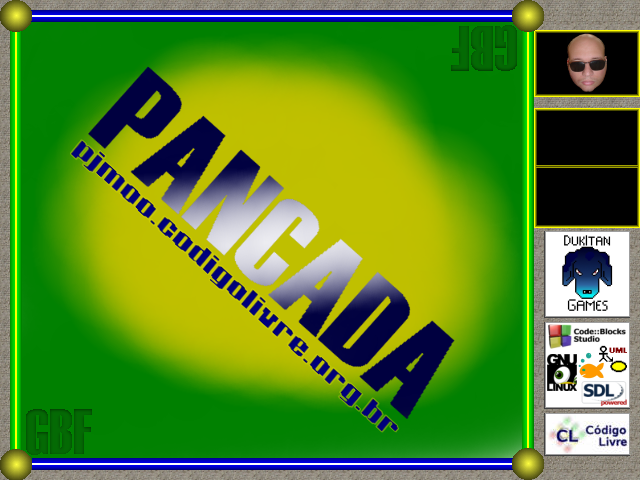 GBF
PANCADA
pjmoo.codigolivre.org.br
GBF
DUKITAN
GAMES
Code::Blocks
Studio
UML
GNU
LINUX
SDL
powered
CL Código
Livre